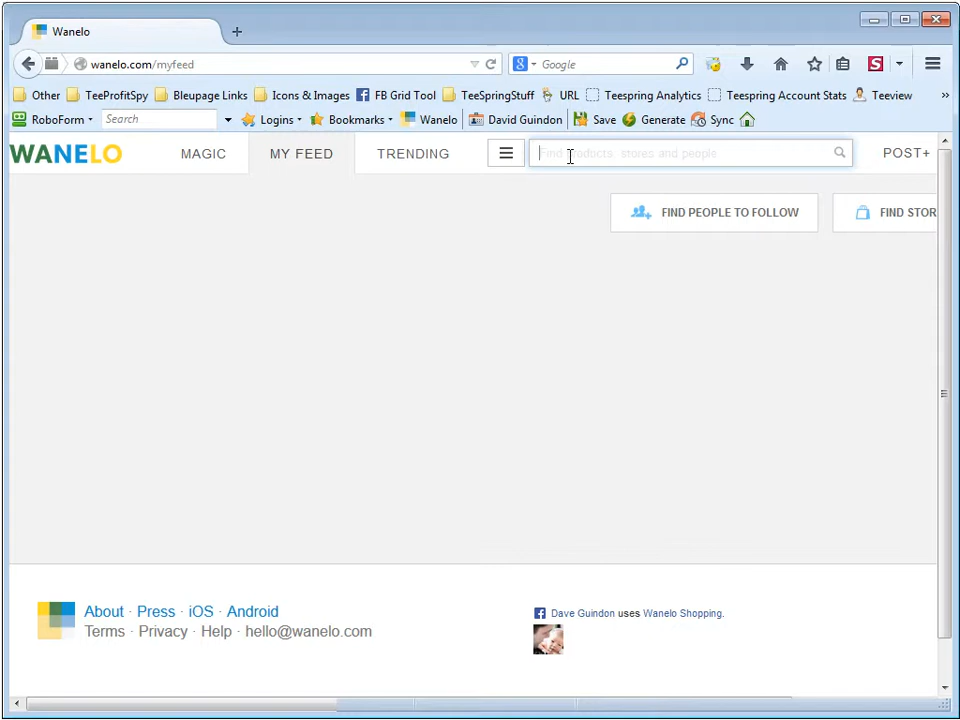 Wanelo
wanelo.com/myfeed
Google
Other TeeProfitSpy Bleupage Links Icons & Images FB Grid Tool TeeSpringStuff URL Teespring Analytics Teespring Account Stats Teeview »
RoboForm Search Logins Bookmarks Wanelo David Guindon Save Generate Sync
WANELO MAGIC MY FEED TRENDING Find products, stores and people POST+
FIND PEOPLE TO FOLLOW FIND STOR
About · Press · iOS · Android
Terms · Privacy · Help · hello@wanelo.com
Dave Guindon uses Wanelo Shopping.